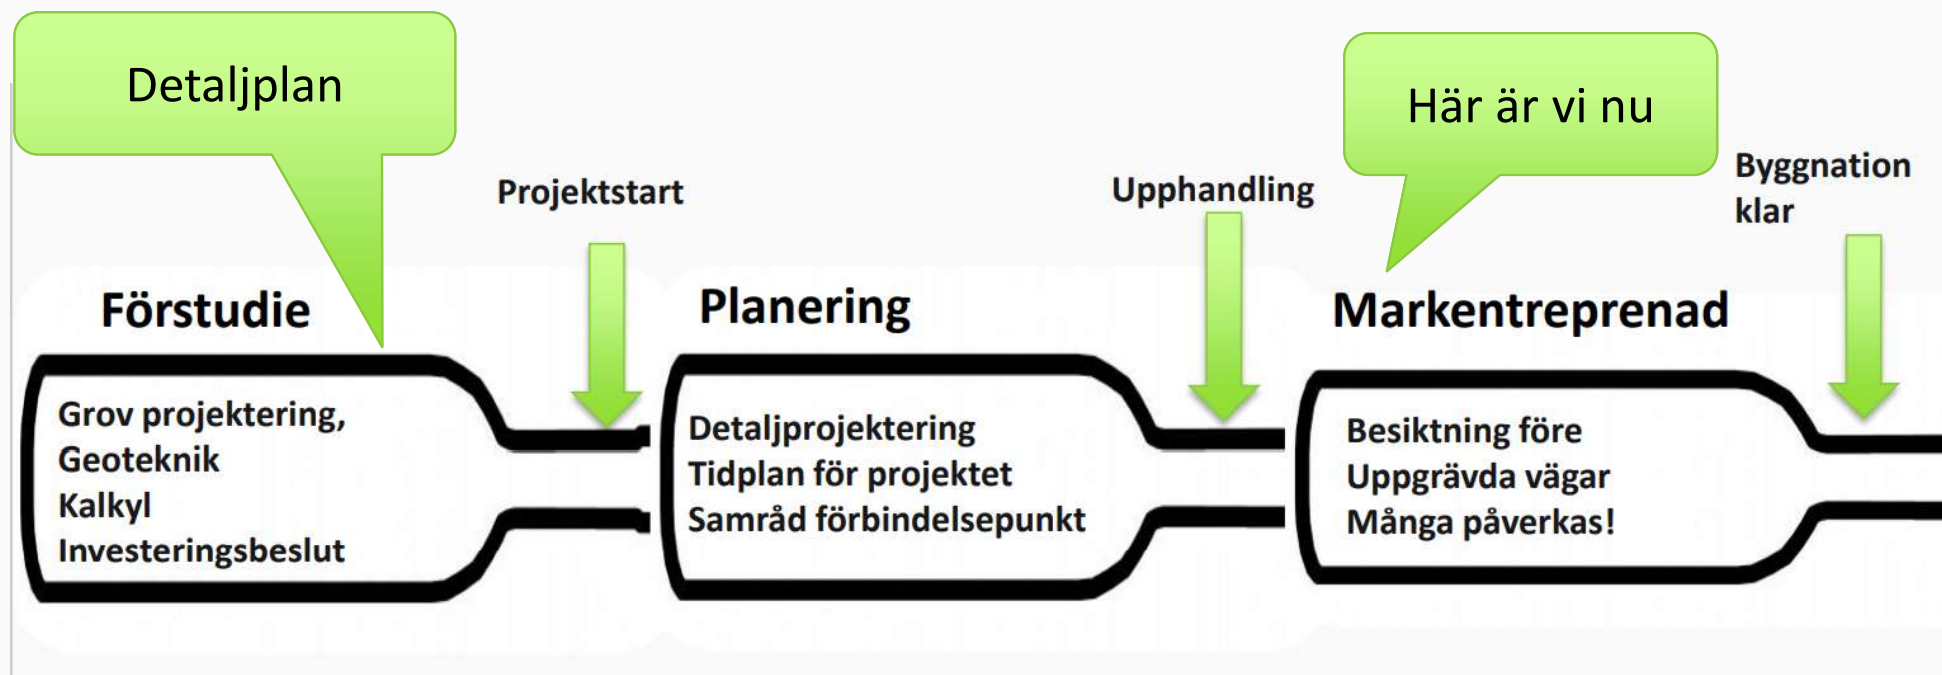 Detaljplan
Här är vi nu
Projektstart
Upphandling
Byggnation
klar
Förstudie
Grov projektering,
Geoteknik
Kalkyl
Investeringsbeslut
Planering
Detaljprojektering
Tidplan för projektet
Samråd förbindelsepunkt
Markentreprenad
Besiktning före
Uppgrävda vägar
Många påverkas!